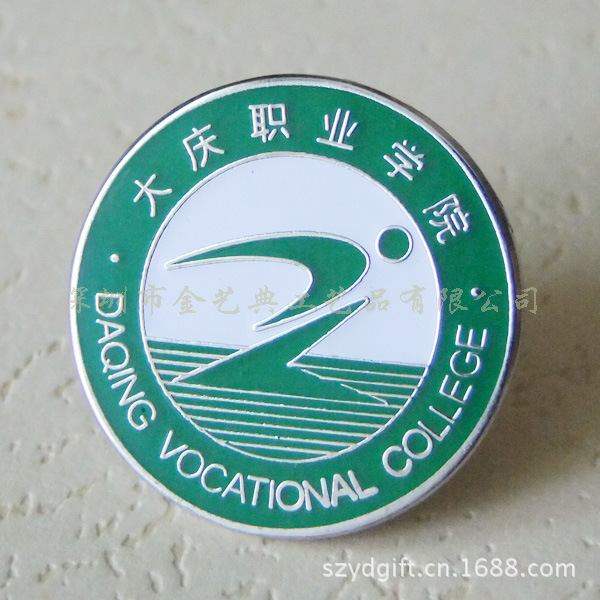 大庆职业学院
深圳市金艺典工艺品有限公司
DAQING VOCATIONAL COLLEGE
szydgift.cn.1688.com